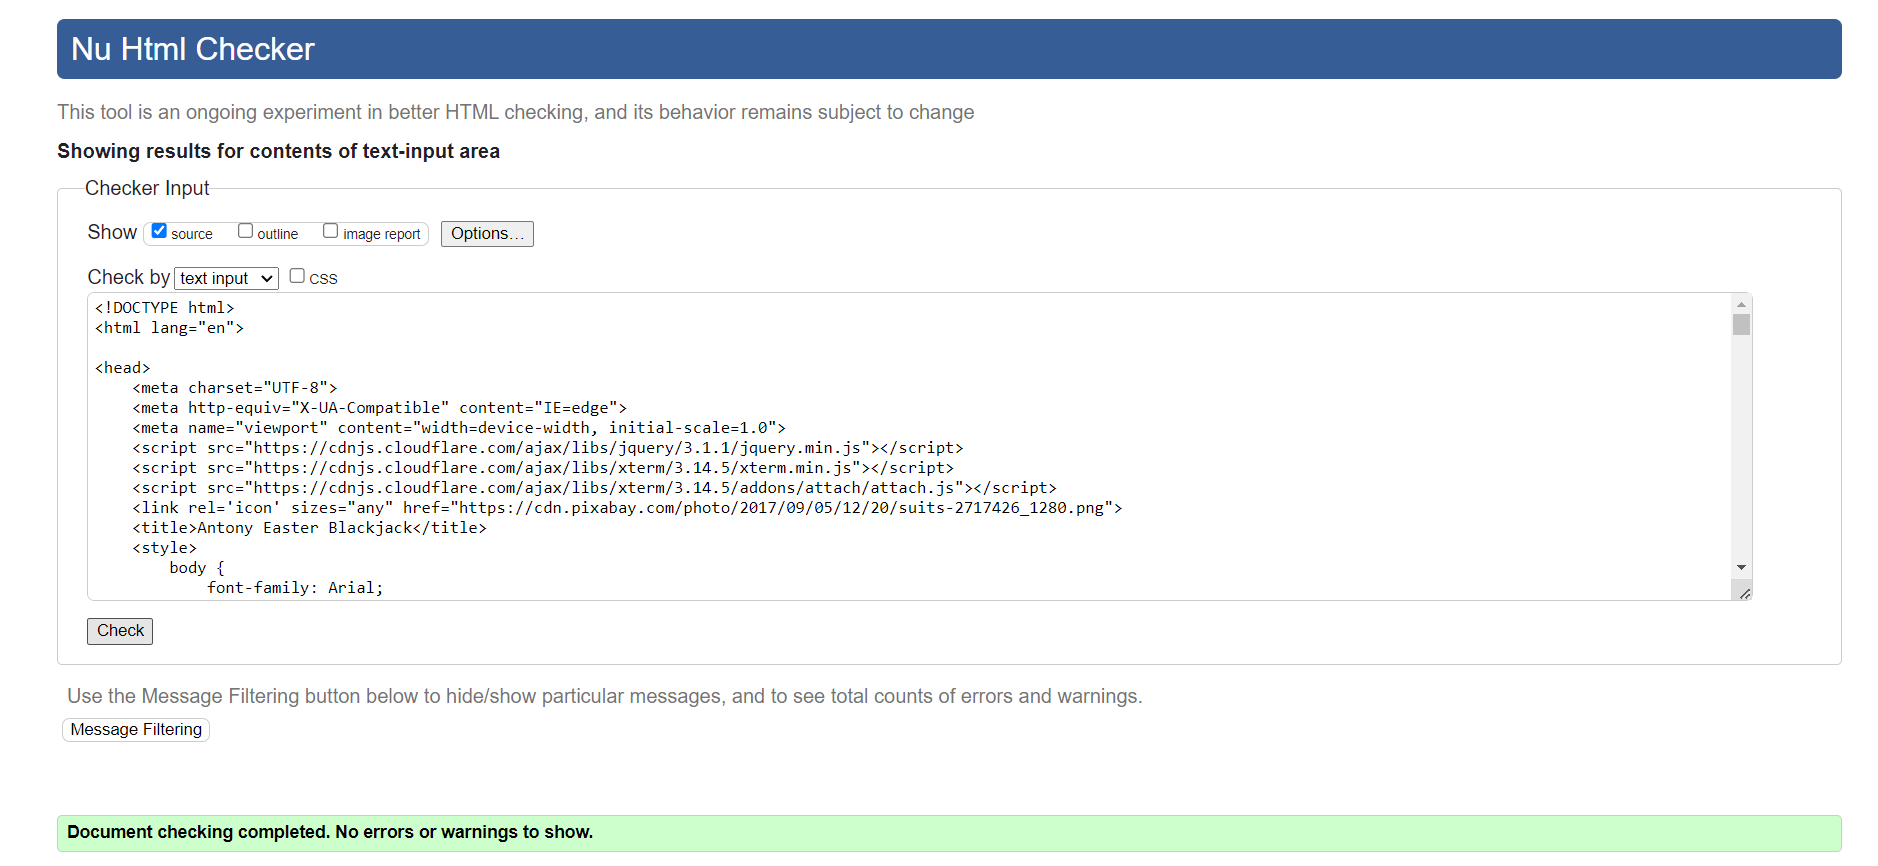 Nu Html Checker
This tool is an ongoing experiment in better HTML checking, and its behavior remains subject to change
Showing results for contents of text-input area
Checker Input
Show source outline image report Options...
Check by text input CSS
<!DOCTYPE html>
<html lang="en">
<head>
    <meta charset="UTF-8">
    <meta http-equiv="X-UA-Compatible" content="IE=edge">
    <meta name="viewport" content="width=device-width, initial-scale=1.0">
    <script src="https://cdnjs.cloudflare.com/ajax/libs/jquery/3.1.1/jquery.min.js"></script>
    <script src="https://cdnjs.cloudflare.com/ajax/libs/xterm/3.14.5/xterm.min.js"></script>
    <script src="https://cdnjs.cloudflare.com/ajax/libs/xterm/3.14.5/addons/attach/attach.js"></script>
    <link rel='icon' sizes="any" href="https://cdn.pixabay.com/photo/2017/09/05/12/20/suits-2717426_1280.png">
    <title>Antony Easter Blackjack</title>
    <style>
        body {
            font-family: Arial;
Check
Use the Message Filtering button below to hide/show particular messages, and to see total counts of errors and warnings.
Message Filtering
Document checking completed. No errors or warnings to show.